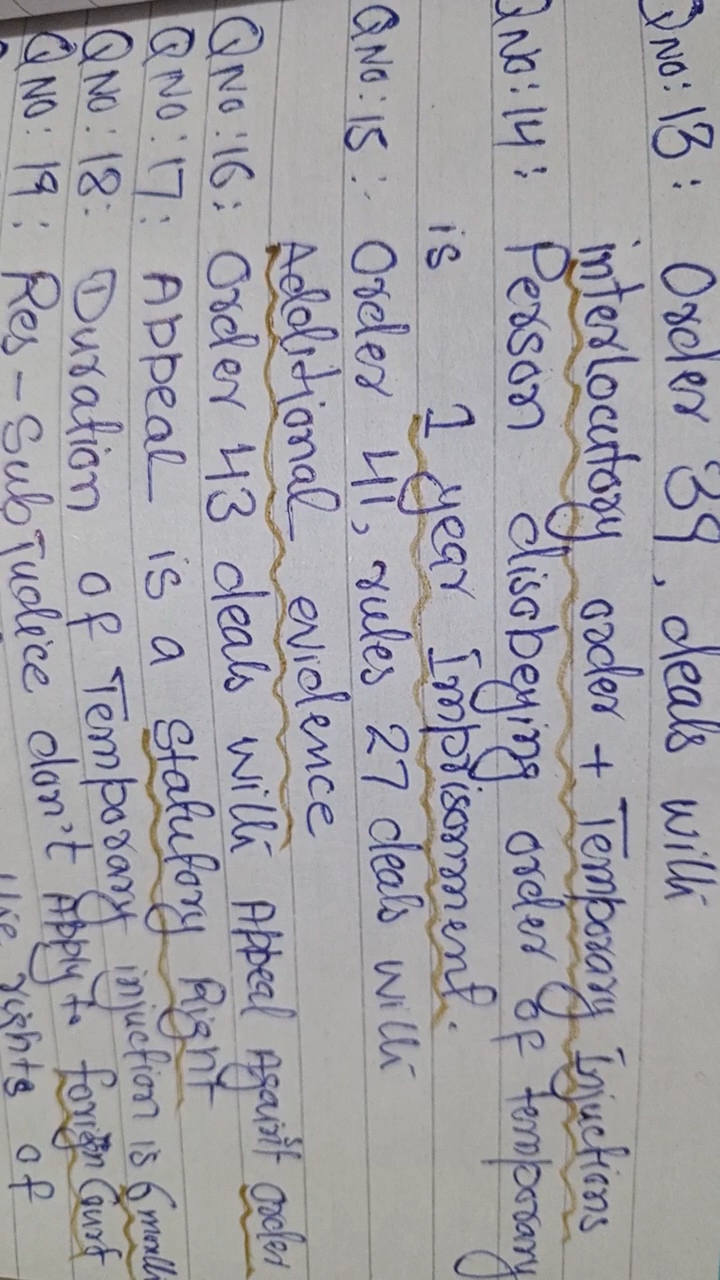 Q No: 13: Order 39, deals with
interlocutory order + Temporary Injuctions
Q No: 14: Person disobeying order of temporary
is 1 year Imprisonment.
Q No: 15: Order 41, rules 27 deals with
Additional evidence
Q No: 16: Order 43 deals with Appeal Against order
Q No: 17: Appeal is a Statutory Right
Q No: 18: Duration of Temporary injuction is 6 month
Q No: 19: Res-SubJudice don't Apply to foriegn Court
rights of